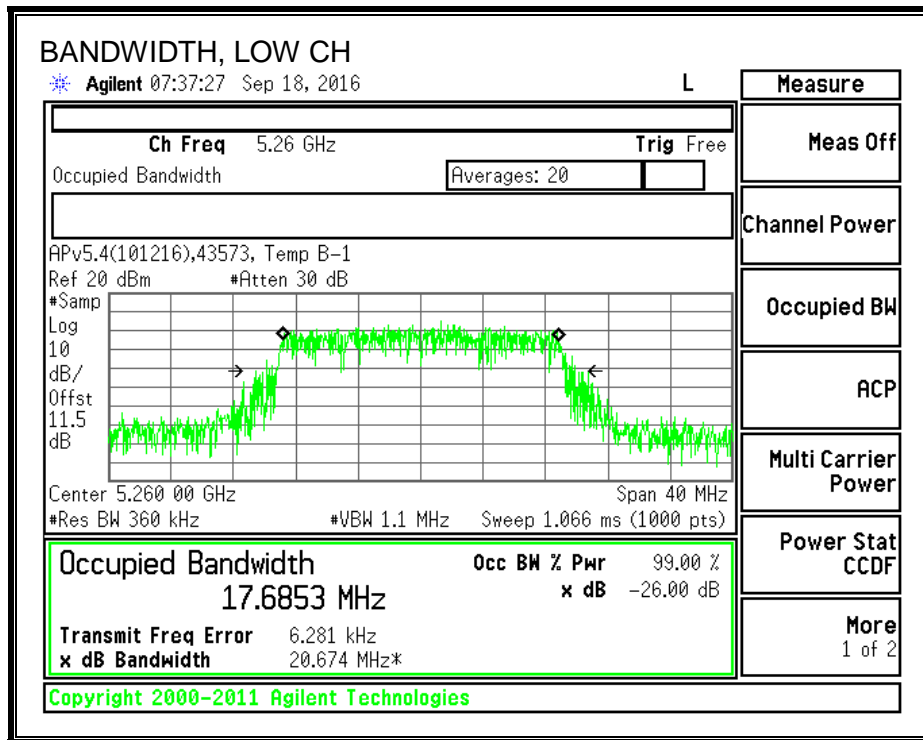 BANDWIDTH, LOW CH
Agilent 07:37:27 Sep 18, 2016 L
Measure
Ch Freq 5.26 GHz Trig Free
Meas Off
Occupied Bandwidth Averages: 20
Channel Power
APv5.4(101216),43573, Temp B-1
Ref 20 dBm #Atten 30 dB
#Samp
Log
10
dB/
Offst
11.5
dB
Occupied BW
ACP
Multi Carrier
Power
Center 5.260 00 GHz Span 40 MHz
#Res BW 360 kHz #VBW 1.1 MHz Sweep 1.066 ms (1000 pts)
Power Stat
CCDF
Occupied Bandwidth Occ BW % Pwr 99.00 %
17.6853 MHz x dB -26.00 dB
Transmit Freq Error 6.281 kHz
x dB Bandwidth 20.674 MHz*
More
1 of 2
Copyright 2000-2011 Agilent Technologies